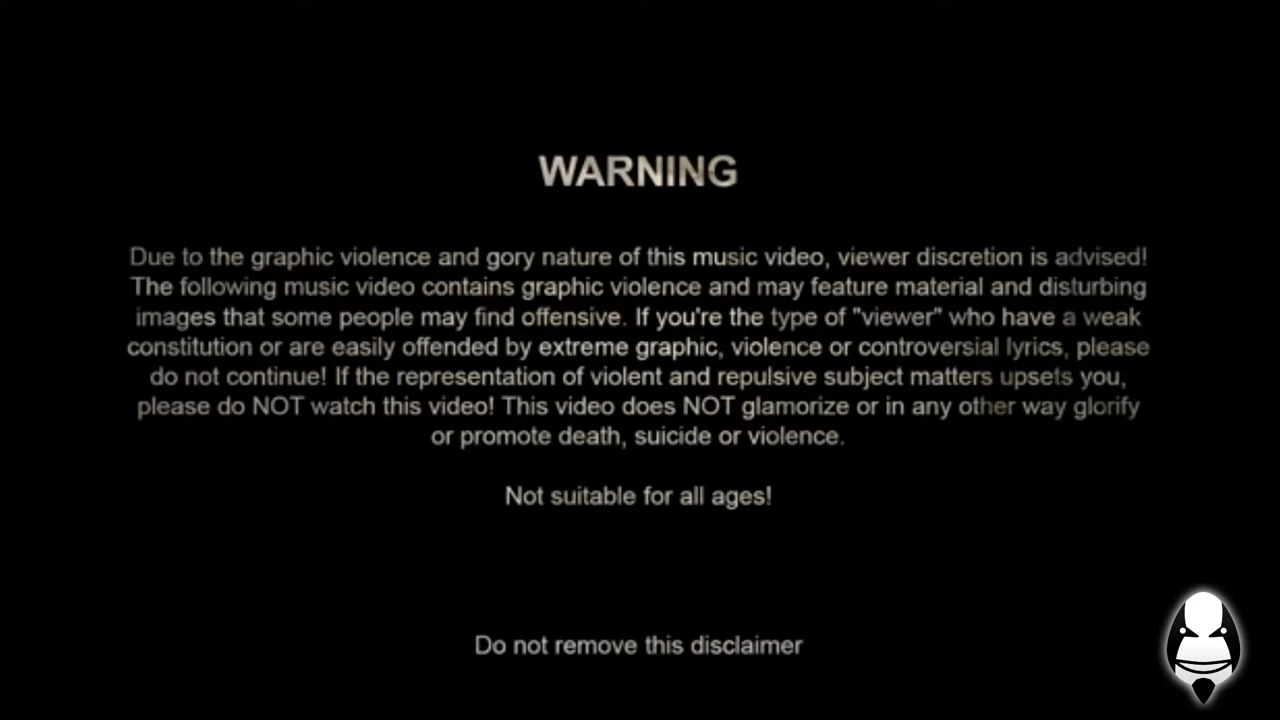 WARNING
Due to the graphic violence and gory nature of this music video, viewer discretion is advised!
The following music video contains graphic violence and may feature material and disturbing
images that some people may find offensive. If you're the type of "viewer" who have a weak
constitution or are easily offended by extreme graphic, violence or controversial lyrics, please
do not continue! If the representation of violent and repulsive subject matters upsets you,
please do NOT watch this video! This video does NOT glamorize or in any other way glorify
or promote death, suicide or violence.
Not suitable for all ages!
Do not remove this disclaimer